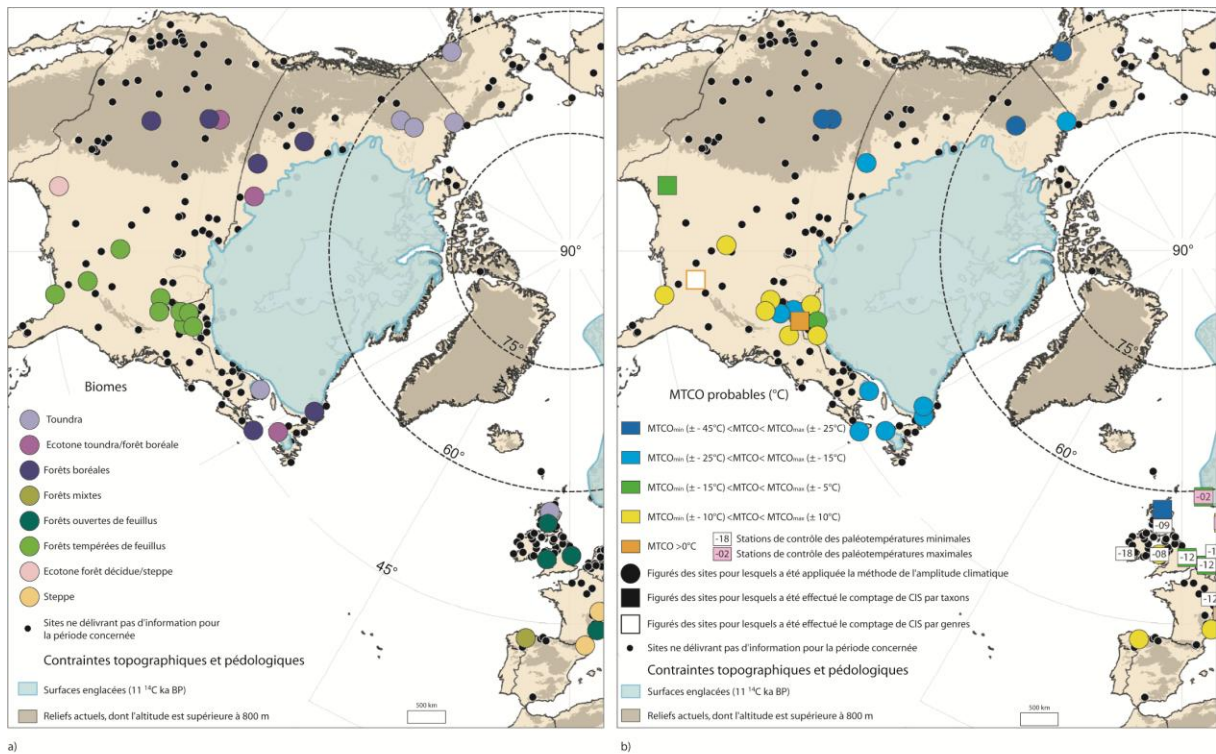 90°
75°
60°
45°
Biomes
Toundra
Ecotone toundra/forêt boréale
Forêts boréales
Forêts mixtes
Forêts ouvertes de feuillus
Forêts tempérées de feuillus
Ecotone forêt décidue/steppe
Steppe
Sites ne délivrant pas d'information pour
la période concernée
Contraintes topographiques et pédologiques
Surfaces englacées (11 ¹⁴C ka BP)
Reliefs actuels, dont l'altitude est supérieure à 800 m
500 km
a)
90°
75°
60°
45°
MTCO probables (°C)
MTCOmin (± - 45°C) <MTCO< MTCOmax (± - 25°C)
MTCOmin (± - 25°C) <MTCO< MTCOmax (± - 15°C)
MTCOmin (± - 15°C) <MTCO< MTCOmax (± - 5°C)
MTCOmin (± - 10°C) <MTCO< MTCOmax (± 10°C)
MTCO >0°C
-18 Stations de contrôle des paléotempératures minimales
-02 Stations de contrôle des paléotempératures maximales
Figurés des sites pour lesquels a été appliquée la méthode de l'amplitude climatique
Figurés des sites pour lesquels a été effectué le comptage de CIS par taxons
Figurés des sites pour lesquels a été effectué le comptage de CIS par genres
Sites ne délivrant pas d'information pour la période concernée
Contraintes topographiques et pédologiques
Surfaces englacées (11 ¹⁴C ka BP)
Reliefs actuels, dont l'altitude est supérieure à 800 m
500 km
-02
-09
-18
-08
-12
-12
-12
b)